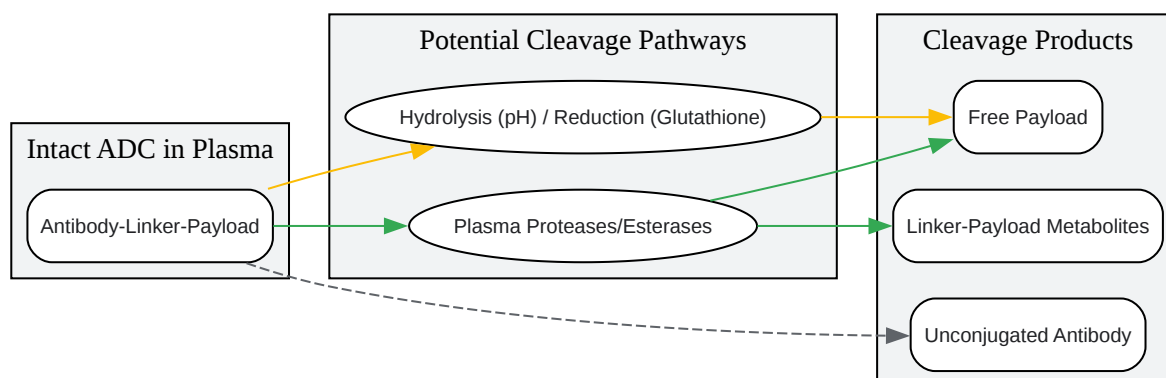 Intact ADC in Plasma
Antibody-Linker-Payload
Potential Cleavage Pathways
Hydrolysis (pH) / Reduction (Glutathione)
Plasma Proteases/Esterases
Cleavage Products
Free Payload
Linker-Payload Metabolites
Unconjugated Antibody